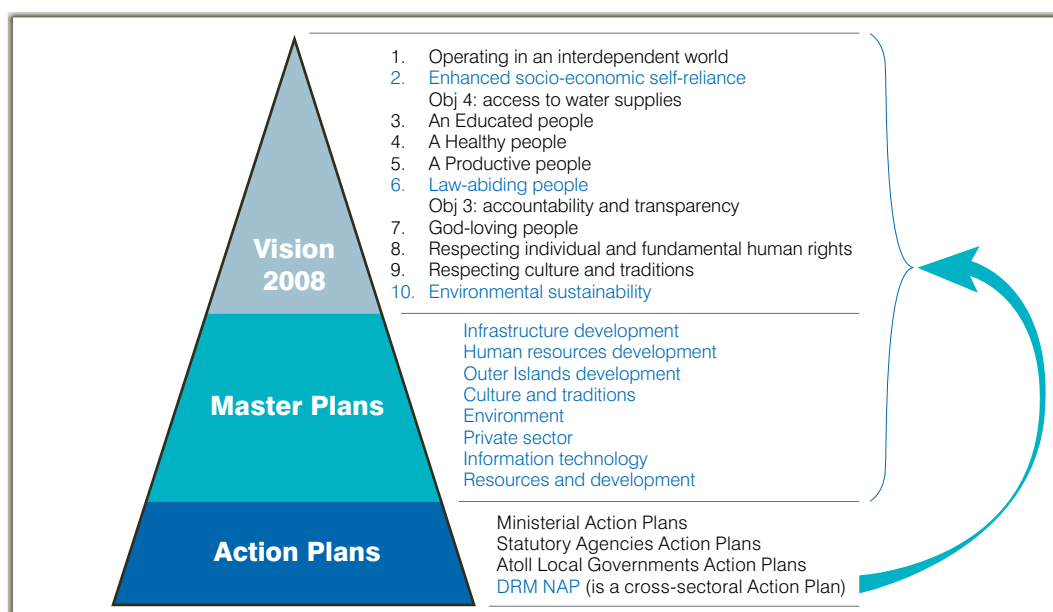 1. Operating in an interdependent world
2. Enhanced socio-economic self-reliance
Obj 4: access to water supplies
3. An Educated people
4. A Healthy people
5. A Productive people
6. Law-abiding people
Obj 3: accountability and transparency
7. God-loving people
8. Respecting individual and fundamental human rights
9. Respecting culture and traditions
10. Environmental sustainability
Vision
2008
Infrastructure development
Human resources development
Outer Islands development
Culture and traditions
Environment
Private sector
Information technology
Resources and development
Master Plans
Ministerial Action Plans
Statutory Agencies Action Plans
Atoll Local Governments Action Plans
DRM NAP (is a cross-sectoral Action Plan)
Action Plans